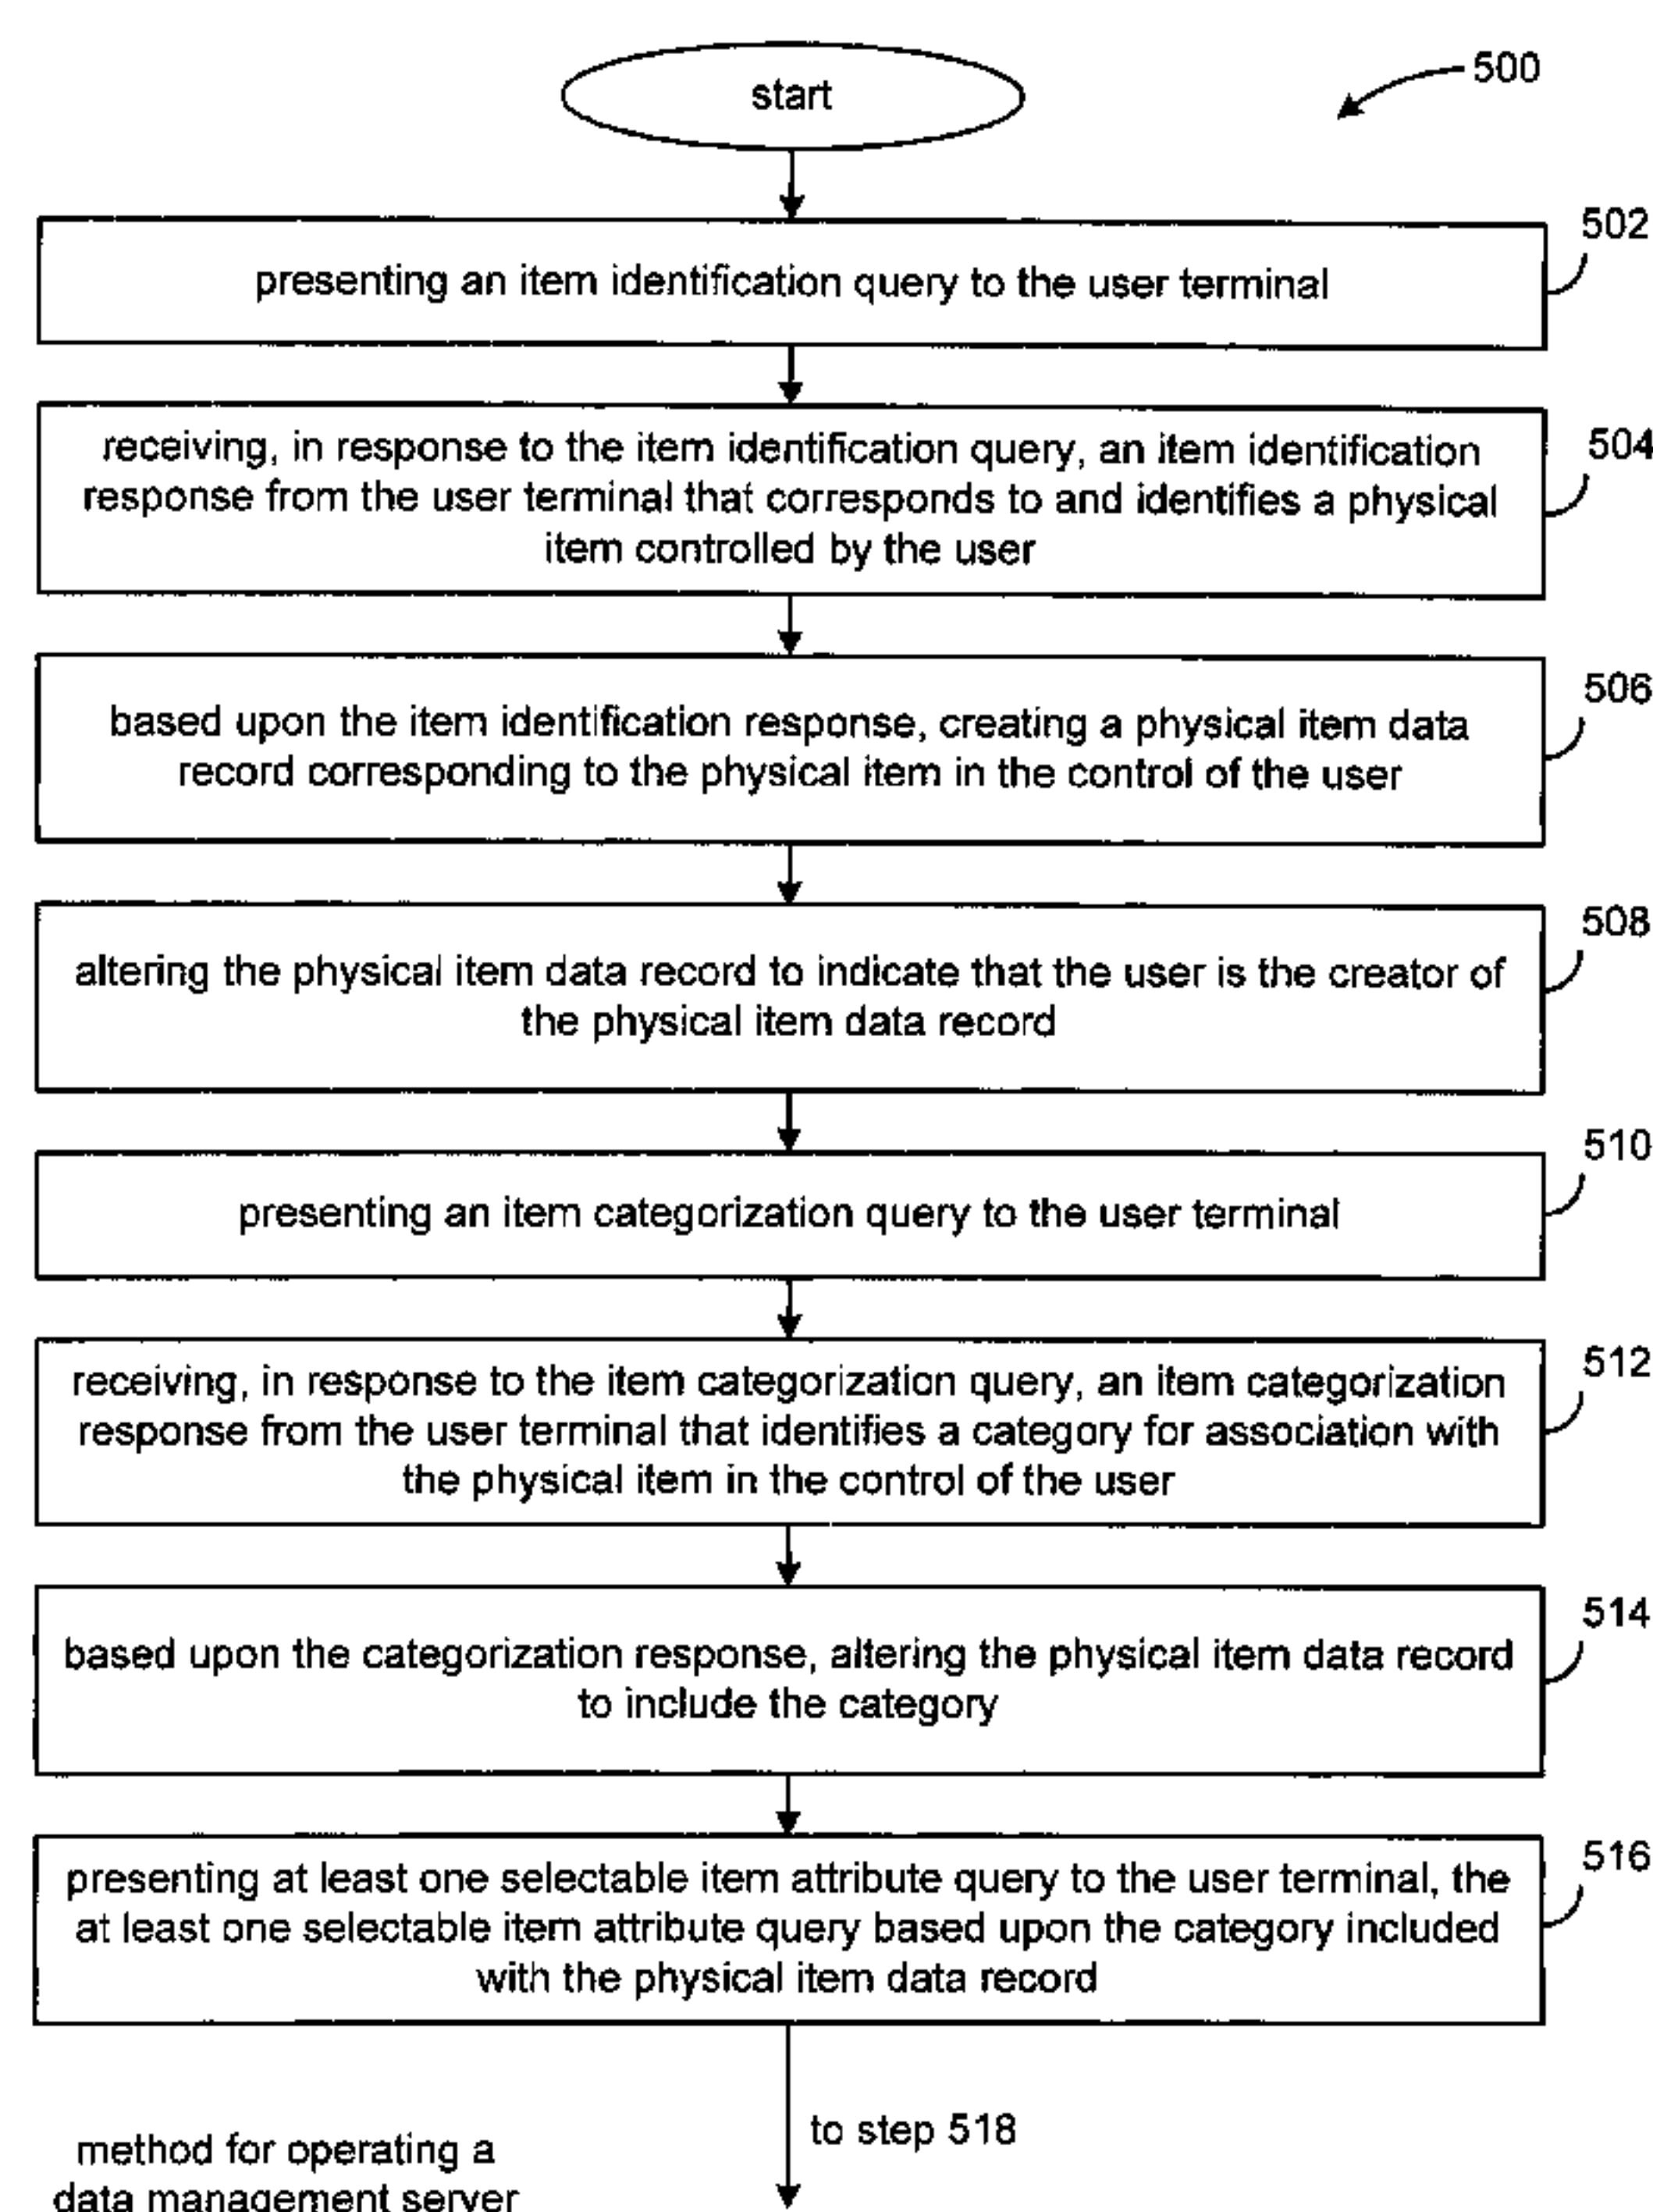 start
500
presenting an item identification query to the user terminal
502
receiving, in response to the item identification query, an item identification
response from the user terminal that corresponds to and identifies a physical
item controlled by the user
504
based upon the item identification response, creating a physical item data
record corresponding to the physical item in the control of the user
506
altering the physical item data record to indicate that the user is the creator of
the physical item data record
508
presenting an item categorization query to the user terminal
510
receiving, in response to the item categorization query, an item categorization
response from the user terminal that identifies a category for association with
the physical item in the control of the user
512
based upon the categorization response, altering the physical item data record
to include the category
514
presenting at least one selectable item attribute query to the user terminal, the
at least one selectable item attribute query based upon the category included
with the physical item data record
516
to step 518
method for operating a
data management server